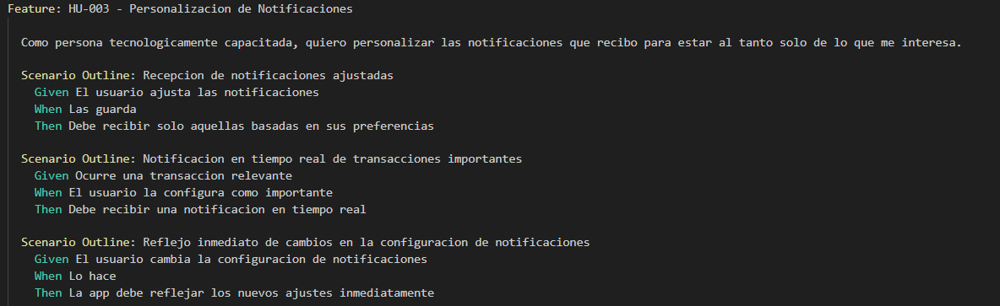 Feature: HU-003 - Personalizacion de Notificaciones
Como persona tecnologicamente capacitada, quiero personalizar las notificaciones que recibo para estar al tanto solo de lo que me interesa.
Scenario Outline: Recepcion de notificaciones ajustadas
Given El usuario ajusta las notificaciones
When Las guarda
Then Debe recibir solo aquellas basadas en sus preferencias
Scenario Outline: Notificacion en tiempo real de transacciones importantes
Given Ocurre una transaccion relevante
When El usuario la configura como importante
Then Debe recibir una notificacion en tiempo real
Scenario Outline: Reflejo inmediato de cambios en la configuracion de notificaciones
Given El usuario cambia la configuracion de notificaciones
When Lo hace
Then La app debe reflejar los nuevos ajustes inmediatamente